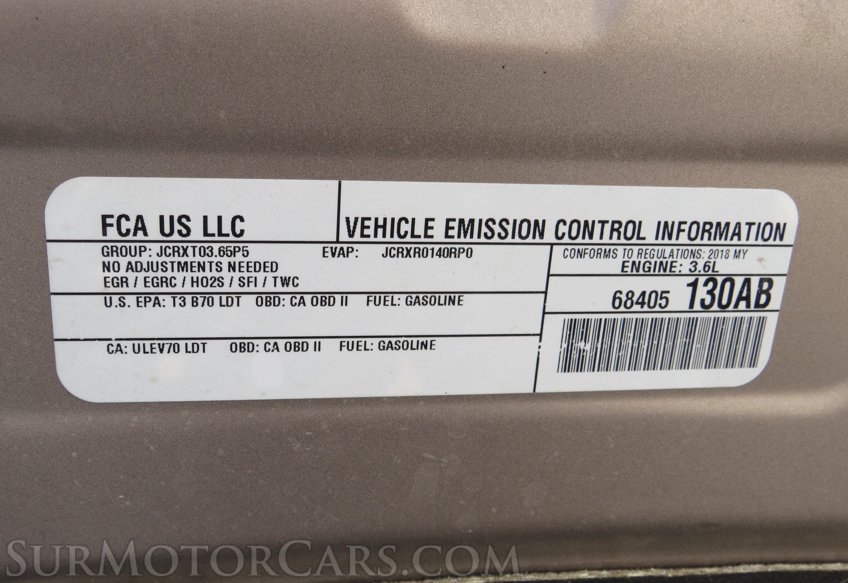 FCA US LLC
VEHICLE EMISSION CONTROL INFORMATION
GROUP: JCRXT03.65P5 EVAP: JCRXR0140RP0
NO ADJUSTMENTS NEEDED
EGR / EGRC / HO2S / SFI / TWC
CONFORMS TO REGULATIONS: 2018 MY
ENGINE: 3.6L
U.S. EPA: T3 B70 LDT OBD: CA OBD II FUEL: GASOLINE
68405 130AB
CA: ULEV70 LDT OBD: CA OBD II FUEL: GASOLINE
SURMOTORCARS.COM